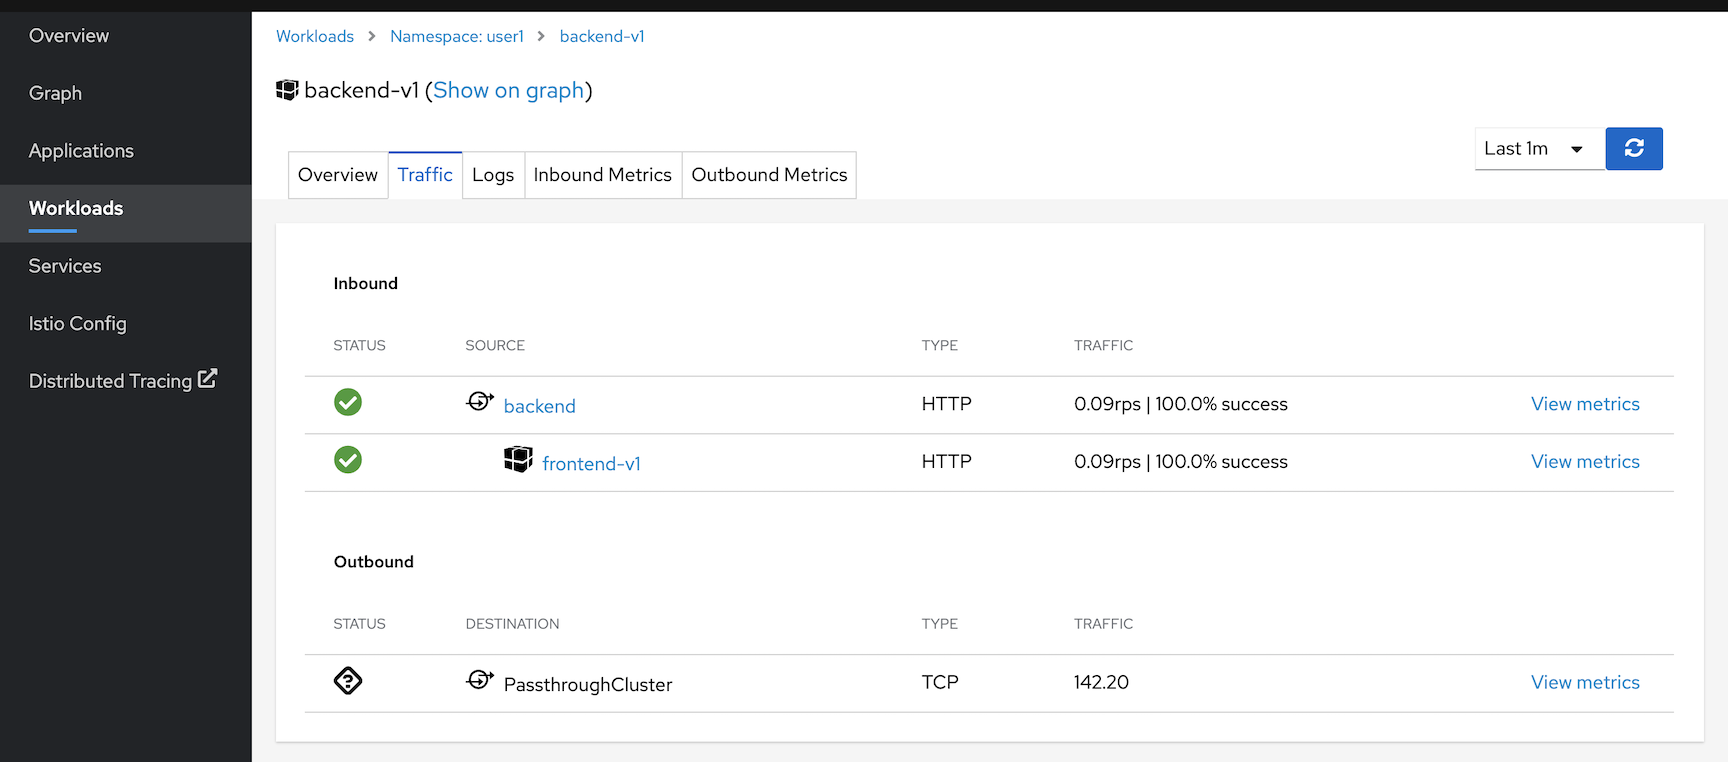 Overview
Graph
Applications
Workloads
Services
Istio Config
Distributed Tracing
Workloads > Namespace: user1 > backend-v1
backend-v1 (Show on graph)
Last 1m
Overview Traffic Logs Inbound Metrics Outbound Metrics
Inbound
STATUS SOURCE TYPE TRAFFIC
backend HTTP 0.09rps | 100.0% success View metrics
frontend-v1 HTTP 0.09rps | 100.0% success View metrics
Outbound
STATUS DESTINATION TYPE TRAFFIC
? PassthroughCluster TCP 142.20 View metrics